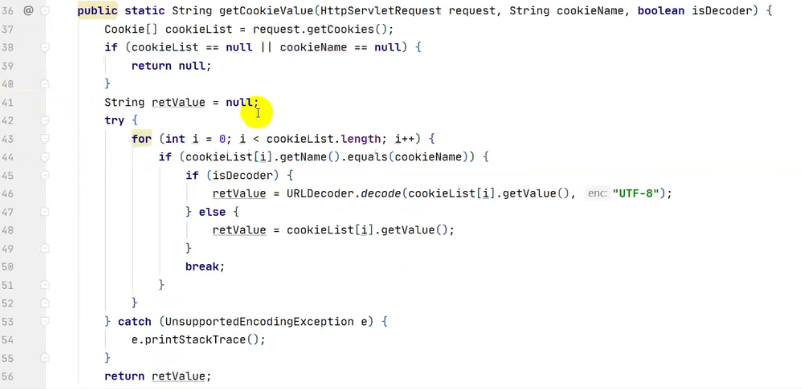 36 @ public static String getCookieValue(HttpServletRequest request, String cookieName, boolean isDecoder) {
37 Cookie[] cookieList = request.getCookies();
38 if (cookieList == null || cookieName == null) {
39 return null;
40 }
41 String retValue = null;
42 try {
43 for (int i = 0; i < cookieList.length; i++) {
44 if (cookieList[i].getName().equals(cookieName)) {
45 if (isDecoder) {
46 retValue = URLDecoder.decode(cookieList[i].getValue(), enc: "UTF-8");
47 } else {
48 retValue = cookieList[i].getValue();
49 }
50 break;
51 }
52 }
53 } catch (UnsupportedEncodingException e) {
54 e.printStackTrace();
55 }
56 return retValue;